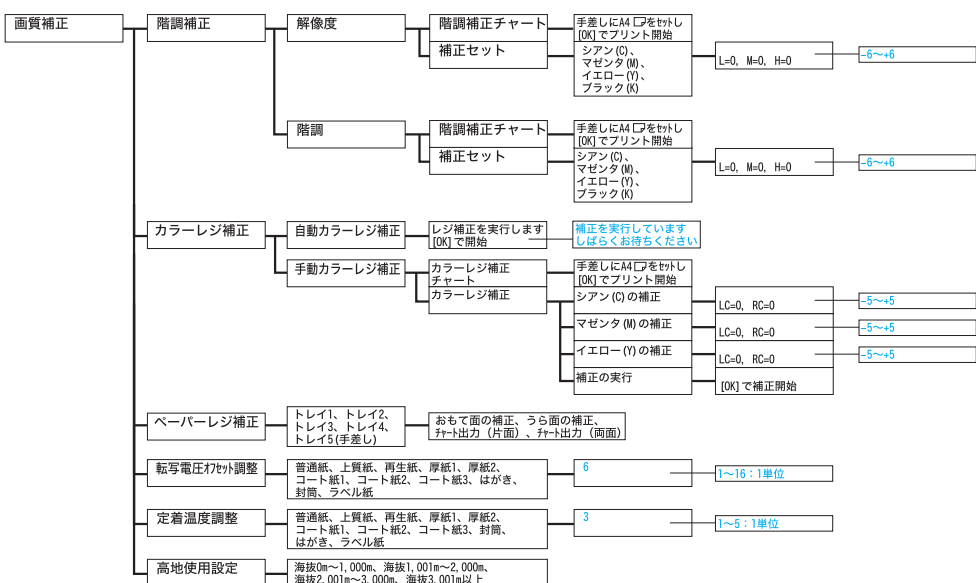 画質補正
階調補正
解像度
階調補正チャート
手差しにA4 をセットし
[OK]でプリント開始
補正セット
シアン(C)、
マゼンタ(M)、
イエロー(Y)、
ブラック(K)
L=0, M=0, H=0
-6～+6
階調
階調補正チャート
手差しにA4 をセットし
[OK]でプリント開始
補正セット
シアン(C)、
マゼンタ(M)、
イエロー(Y)、
ブラック(K)
L=0, M=0, H=0
-6～+6
カラーレジ補正
自動カラーレジ補正
レジ補正を実行します
[OK]で開始
補正を実行しています
しばらくお待ちください
手動カラーレジ補正
カラーレジ補正
チャート
手差しにA4 をセットし
[OK]でプリント開始
カラーレジ補正
シアン(C)の補正
LC=0, RC=0
-5～+5
マゼンタ(M)の補正
LC=0, RC=0
-5～+5
イエロー(Y)の補正
LC=0, RC=0
-5～+5
補正の実行
[OK]で補正開始
ペーパーレジ補正
トレイ1、トレイ2、
トレイ3、トレイ4、
トレイ5(手差し)
おもて面の補正、うら面の補正、
チャート出力（片面）、チャート出力（両面）
転写電圧オフセット調整
普通紙、上質紙、再生紙、厚紙1、厚紙2、
コート紙1、コート紙2、コート紙3、はがき、
封筒、ラベル紙
6
1～16：1単位
定着温度調整
普通紙、上質紙、再生紙、厚紙1、厚紙2、
コート紙1、コート紙2、コート紙3、封筒、
はがき、ラベル紙
3
1～5：1単位
高地使用設定
海抜0m～1,000m、海抜1,001m～2,000m、
海抜2,001m～3,000m、海抜3,001m以上